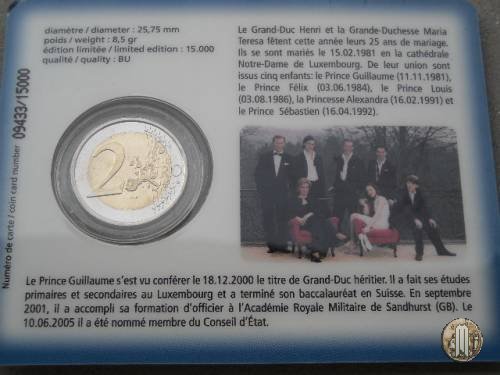 diamètre / diameter : 25,75 mm
poids / weight : 8,5 gr
édition limitée / limited edition : 15.000
qualité / quality : BU
Le Grand-Duc Henri et la Grande-Duchesse Maria
Teresa fêtent cette année leurs 25 ans de mariage.
Ils se sont mariés le 15.02.1981 en la cathédrale
Notre-Dame de Luxembourg. De leur union sont
issus cinq enfants: le Prince Guillaume (11.11.1981),
le Prince Félix (03.06.1984), le Prince Louis
(03.08.1986), la Princesse Alexandra (16.02.1991) et
le Prince Sébastien (16.04.1992).
Numéro de carte / coin card number 09433/15000
2
Le Prince Guillaume s'est vu conférer le 18.12.2000 le titre de Grand-Duc héritier. Il a fait ses études
primaires et secondaires au Luxembourg et a terminé son baccalauréat en Suisse. En septembre
2001, il a accompli sa formation d'officier à l'Académie Royale Militaire de Sandhurst (GB). Le
10.06.2005 il a été nommé membre du Conseil d'État.